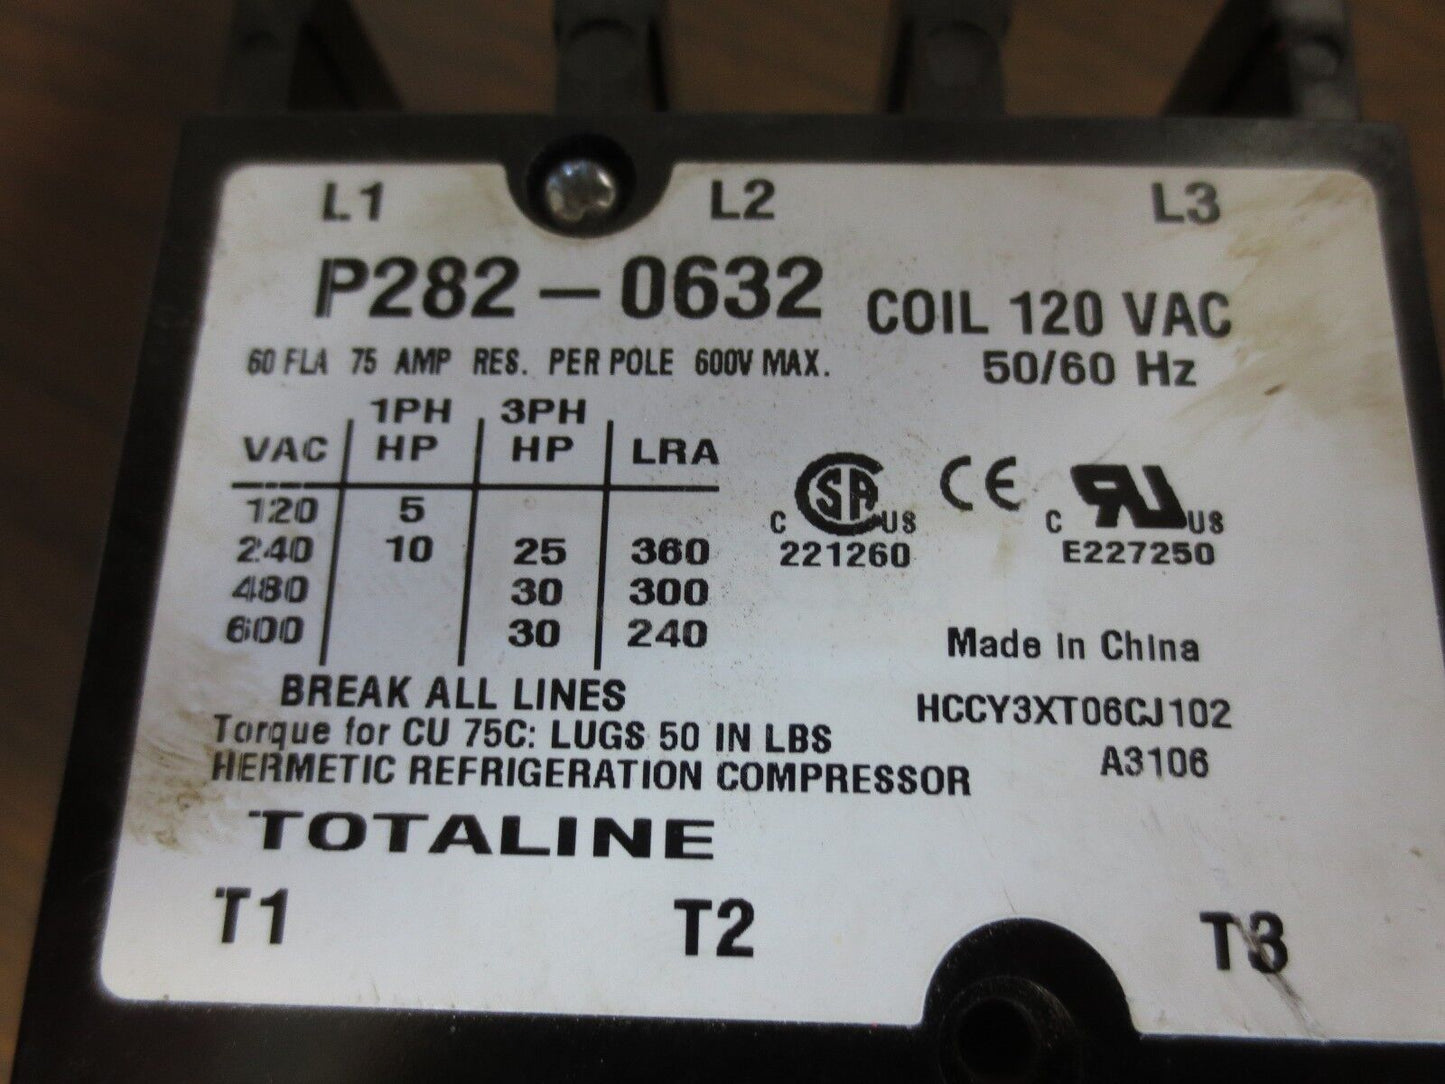 L1 L2 L3
P282-0632 COIL 120 VAC
60 FLA 75 AMP RES. PER POLE 600V MAX. 50/60 Hz
1PH 3PH
VAC HP HP LRA
120 5
240 10 25 360
480 30 300
600 30 240
C SA US
221260
CE
C RU US
E227250
Made in China
BREAK ALL LINES
HCCY3XT06CJ102
Torque for CU 75C: LUGS 50 IN LBS
A3106
HERMETIC REFRIGERATION COMPRESSOR
TOTALINE
T1 T2 T3